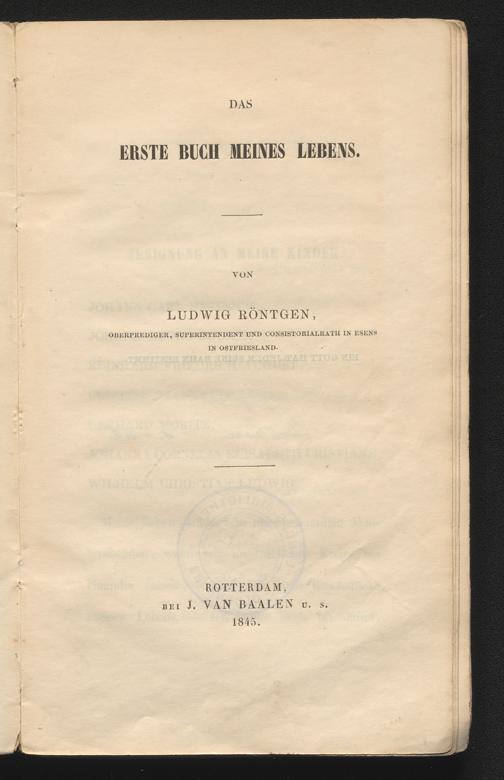 DAS
ERSTE BUCH MEINES LEBENS.
VON
LUDWIG RÖNTGEN,
OBERPREDIGER, SUPERINTENDENT UND CONSISTORIALRATH IN ESENS
IN OSTFRIESLAND.
ROTTERDAM,
BEI J. VAN BAALEN U. S.
1845.